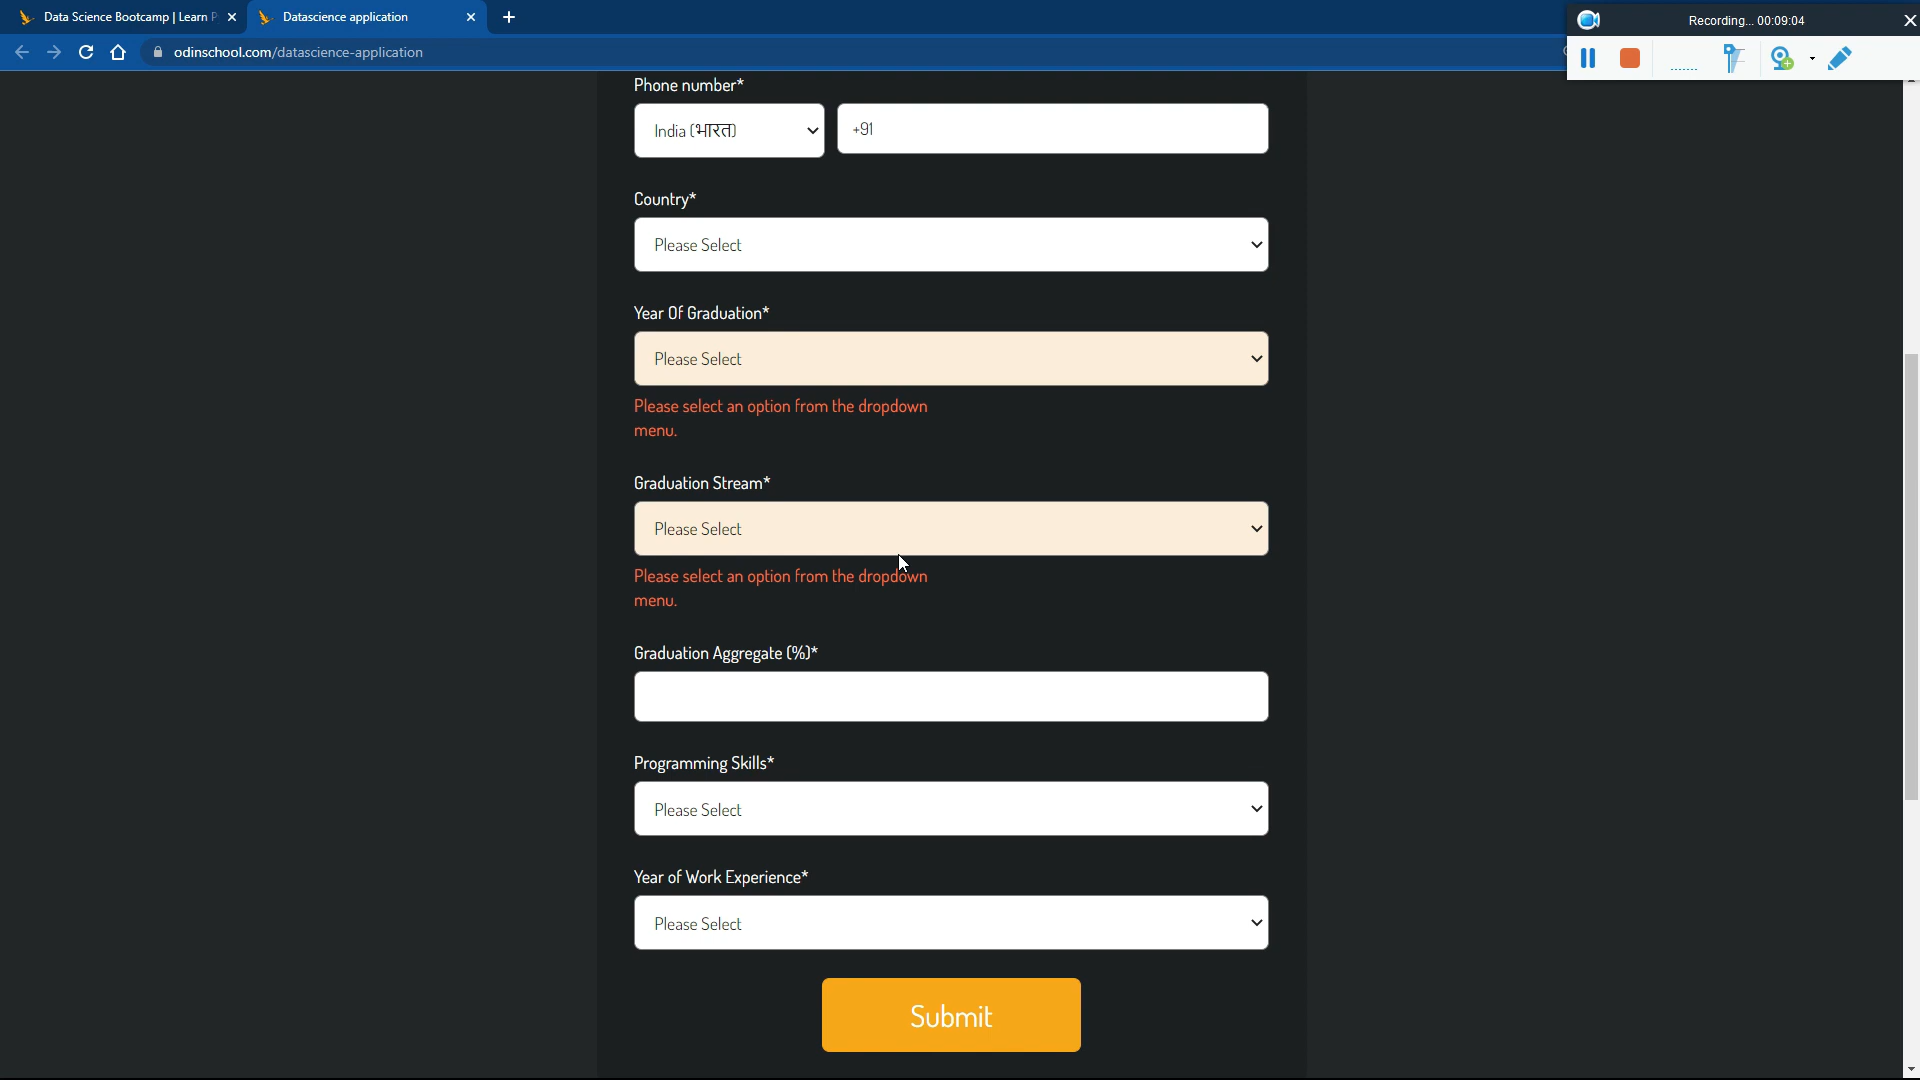 Data Science Bootcamp | Learn P
Datascience application
Recording... 00:09:04
odinschool.com/datascience-application
Phone number*
India (भारत)
+91
Country*
Please Select
Year Of Graduation*
Please Select
Please select an option from the dropdown
menu.
Graduation Stream*
Please Select
Please select an option from the dropdown
menu.
Graduation Aggregate (%)*
Programming Skills*
Please Select
Year of Work Experience*
Please Select
Submit